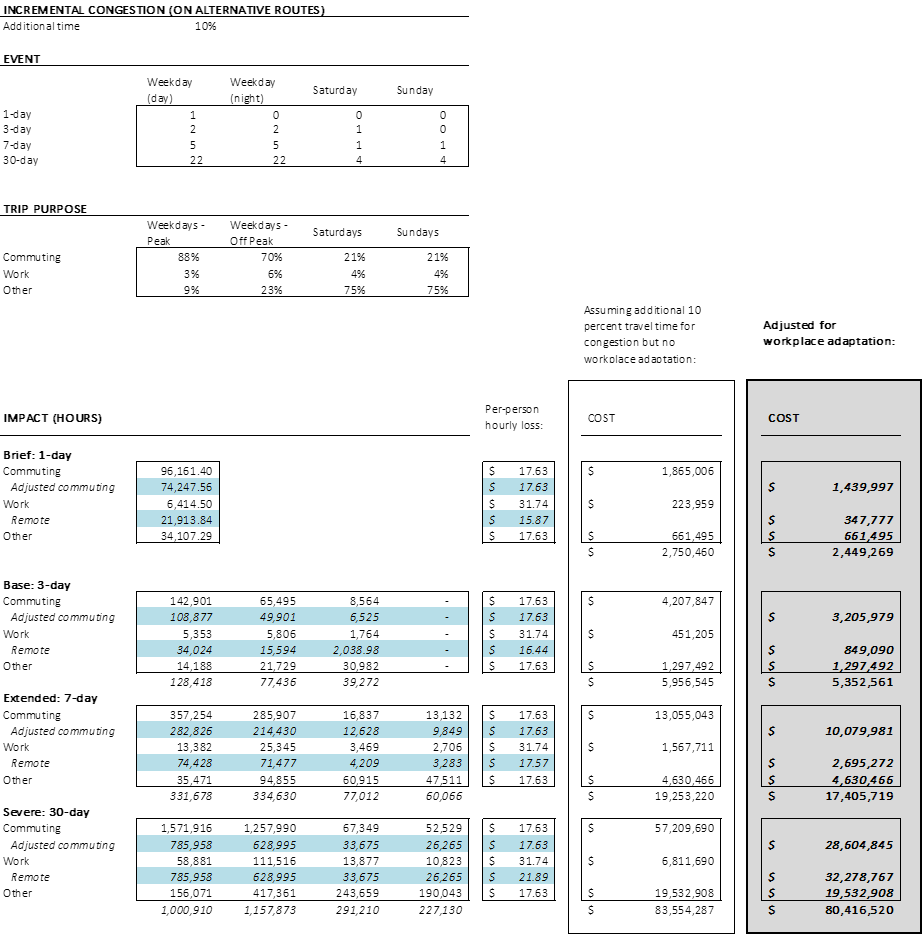 INCREMENTAL CONGESTION (ON ALTERNATIVE ROUTES)
Additional time 10%
EVENT
Weekday (day) Weekday (night) Saturday Sunday
1-day 1 0 0 0
3-day 2 2 1 0
7-day 5 5 1 1
30-day 22 22 4 4
TRIP PURPOSE
Weekdays - Peak Weekdays - Off Peak Saturdays Sundays
Commuting 88% 70% 21% 21%
Work 3% 6% 4% 4%
Other 9% 23% 75% 75%
Assuming additional 10
percent travel time for
congestion but no
workplace adaptation:
Adjusted for
workplace adaptation:
IMPACT (HOURS) Per-person hourly loss: COST COST
Brief: 1-day
Commuting 96,161.40 $ 17.63 $ 1,865,006
Adjusted commuting 74,247.56 $ 17.63 $ 1,439,997
Work 6,414.50 $ 31.74 $ 223,959
Remote 21,913.84 $ 15.87 $ 347,777
Other 34,107.29 $ 17.63 $ 661,495 $ 661,495
$ 2,750,460 $ 2,449,269
Base: 3-day
Commuting 142,901 65,495 8,564 - $ 17.63 $ 4,207,847
Adjusted commuting 108,877 49,901 6,525 - $ 17.63 $ 3,205,979
Work 5,353 5,806 1,764 - $ 31.74 $ 451,205
Remote 34,024 15,594 2,038.98 - $ 16.44 $ 849,090
Other 14,188 21,729 30,982 - $ 17.63 $ 1,297,492 $ 1,297,492
128,418 77,436 39,272 $ 5,956,545 $ 5,352,561
Extended: 7-day
Commuting 357,254 285,907 16,837 13,132 $ 17.63 $ 13,055,043
Adjusted commuting 282,826 214,430 12,628 9,849 $ 17.63 $ 10,079,981
Work 13,382 25,345 3,469 2,706 $ 31.74 $ 1,567,711
Remote 74,428 71,477 4,209 3,283 $ 17.57 $ 2,695,272
Other 35,471 94,855 60,915 47,511 $ 17.63 $ 4,630,466 $ 4,630,466
331,678 334,630 77,012 60,066 $ 19,253,220 $ 17,405,719
Severe: 30-day
Commuting 1,571,916 1,257,990 67,349 52,529 $ 17.63 $ 57,209,690
Adjusted commuting 785,958 628,995 33,675 26,265 $ 17.63 $ 28,604,845
Work 58,881 111,516 13,877 10,823 $ 31.74 $ 6,811,690
Remote 785,958 628,995 33,675 26,265 $ 21.89 $ 32,278,767
Other 156,071 417,361 243,659 190,043 $ 17.63 $ 19,532,908 $ 19,532,908
1,000,910 1,157,873 291,210 227,130 $ 83,554,287 $ 80,416,520